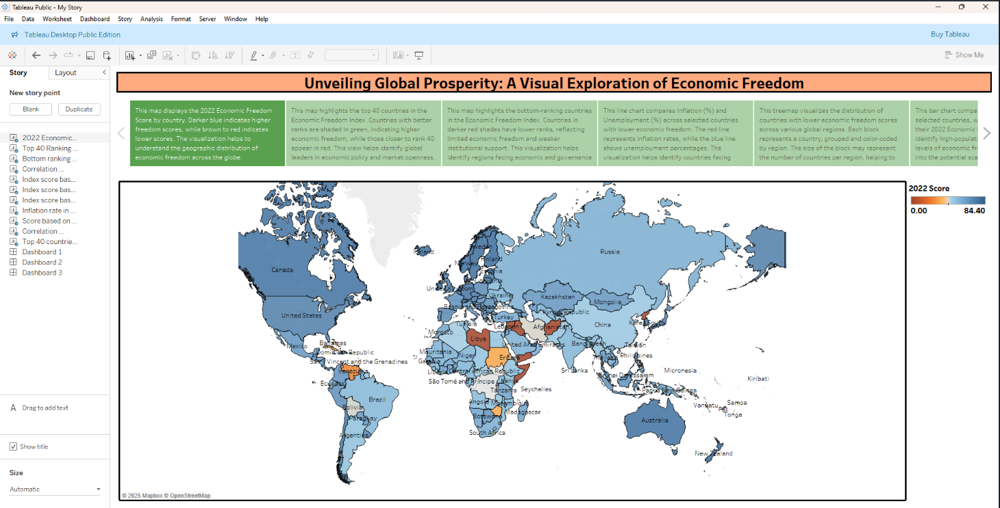 Tableau Public - My Story
File Data Worksheet Dashboard Story Analysis Format Server Window Help
Tableau Desktop Public Edition
Buy Tableau
Show Me
Story
Layout
New story point
Blank
Duplicate
2022 Economic...
Top 40 Ranking ...
Bottom ranking ...
Correlation ...
Index score bas...
Index score bas...
Index score bas...
Inflation rate in ...
Score based on ...
Correlation ...
Top 40 countrie...
Dashboard 1
Dashboard 2
Dashboard 3
A Drag to add text
Show title
Size
Automatic
Unveiling Global Prosperity: A Visual Exploration of Economic Freedom
This map displays the 2022 Economic Freedom
Score by country. Darker blue indicates higher
freedom scores, while brown to red indicates
lower scores. The visualization helps to
understand the geographic distribution of
economic freedom across the globe.
This map highlights the top 40 countries in the
Economic Freedom Index. Countries with better
ranks are shaded in green, indicating higher
economic freedom, while those closer to rank 40
appear in red. This view helps identify global
leaders in economic policy and market openness.
This map highlights the bottom-ranking countries
in the Economic Freedom Index. Countries in
darker red shades have lower ranks, reflecting
limited economic freedom and weaker
institutional support. This visualization helps
identify regions facing economic and governance
This line chart compares Inflation (%) and
Unemployment (%) across selected countries
with lower economic freedom. The red line
represents inflation rates, while the blue line
shows unemployment percentages. The
visualization helps identify countries facing
This treemap visualizes the distribution of
countries with lower economic freedom scores
across various global regions. Each block
represents a country, grouped and color-coded
by region. The size of the block may represent
the number of countries per region, helping to
This bar chart compa
selected countries, w
their 2022 Economic
identify high-populati
levels of economic fr
into the potential sca
2022 Score
0.00 84.40
Iceland
Sweden
Russia
Finland
Norway
Canada
Estonia
United Kingdom
Ukraine
Kazakhstan
Mongolia
Bosnia and Herzegovina
Kyrgyz Republic
United States
Turkey
Korea South
Tunisia
China
Lebanon
Afghanistan
Morocco
Libya
Bahamas
Mexico
United Arab Emirates
Bangladesh
Taiwan
Dominican Republic
Mauritania
Niger
Eritrea
Thailand
Philippines
Saint Vincent and the Grenadines
Gambia
Venezuela
Central African Republic
Sri Lanka
Micronesia
Brunei Darussalam
Ecuador
São Tomé and Príncipe
Kenya
Kiribati
Tanzania
Seychelles
Papua New Guinea
Brazil
Angola
Mozambique
Samoa
Bolivia
Vanuatu
Fiji
Madagascar
Tonga
Paraguay
Botswana
Australia
Argentina
South Africa
New Zealand
© 2025 Mapbox © OpenStreetMap